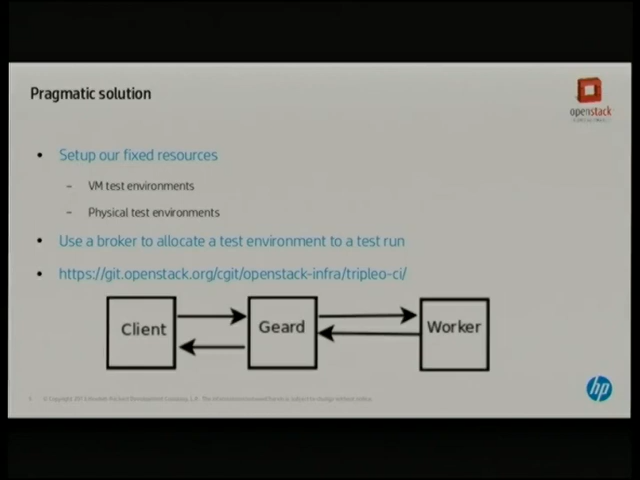 Pragmatic solution
openstack
• Setup our fixed resources
– VM test environments
– Physical test environments
• Use a broker to allocate a test environment to a test run
• https://git.openstack.org/cgit/openstack-infra/tripleo-ci/
Client
Geard
Worker
hp